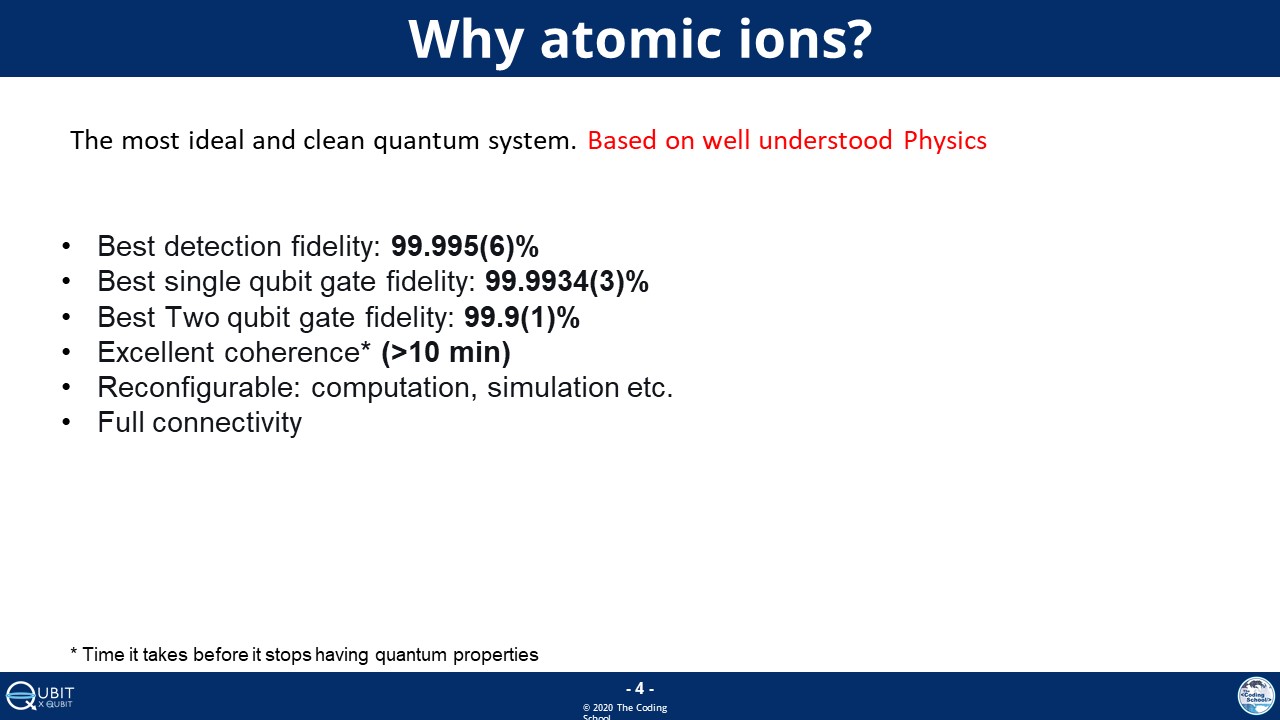 Why atomic ions?
The most ideal and clean quantum system. Based on well understood Physics
• Best detection fidelity: 99.995(6)%
• Best single qubit gate fidelity: 99.9934(3)%
• Best Two qubit gate fidelity: 99.9(1)%
• Excellent coherence* (>10 min)
• Reconfigurable: computation, simulation etc.
• Full connectivity
* Time it takes before it stops having quantum properties
QUBIT
X QUBIT
- 4 -
© 2020 The Coding
School
The
<Coding
School>